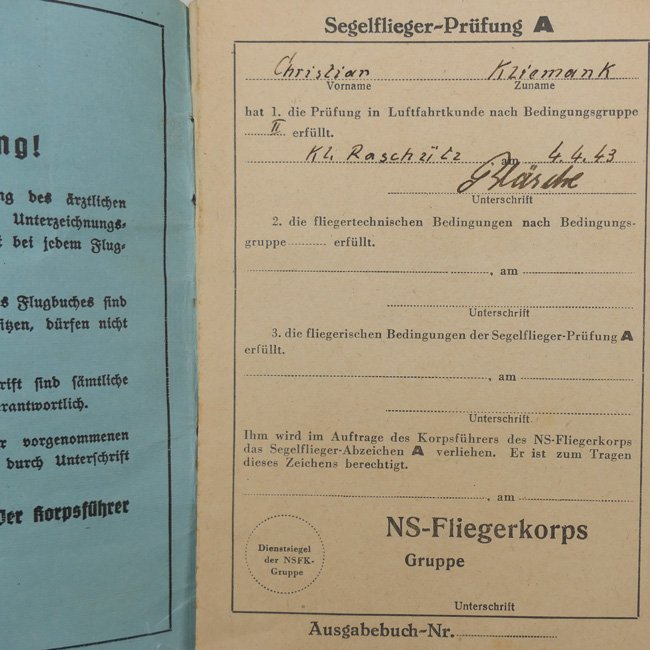 ng!
ng des ärztlichen
Unterzeichnungs-
t bei jedem Flug-
s Flugbuches sind
itzen, dürfen nicht
rift sind sämtliche
erantwortlich.
er vorgenommenen
durch Unterschrift
Der Korpsführer
Segelflieger-Prüfung A
Christian Kliemank
Vorname Zuname
hat 1. die Prüfung in Luftfahrtkunde nach Bedingungsgruppe
II erfüllt.
Kl. Raschütz am 4.4.43
Unterschrift
2. die fliegertechnischen Bedingungen nach Bedingungs-
gruppe erfüllt.
, am
Unterschrift
3. die fliegerischen Bedingungen der Segelflieger-Prüfung A
erfüllt.
, am
Unterschrift
Ihm wird im Auftrage des Korpsführers des NS-Fliegerkorps
das Segelflieger-Abzeichen A verliehen. Er ist zum Tragen
dieses Zeichens berechtigt.
, am
NS-Fliegerkorps
Gruppe
Dienstsiegel
der NSFK-
Gruppe
Unterschrift
Ausgabebuch-Nr.